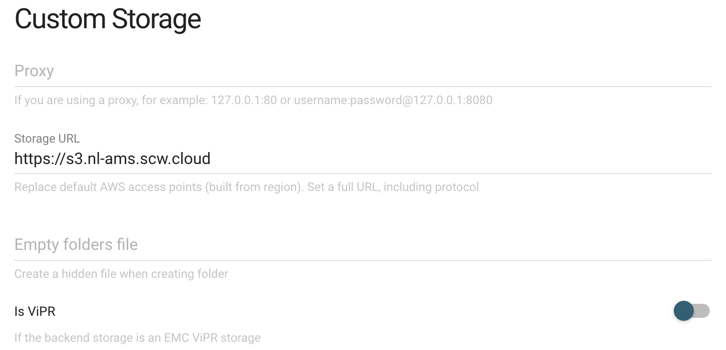 Custom Storage
Proxy
If you are using a proxy, for example: 127.0.0.1:80 or username:password@127.0.0.1:8080
Storage URL
https://s3.nl-ams.scw.cloud
Replace default AWS access points (built from region). Set a full URL, including protocol
Empty folders file
Create a hidden file when creating folder
Is ViPR
If the backend storage is an EMC ViPR storage